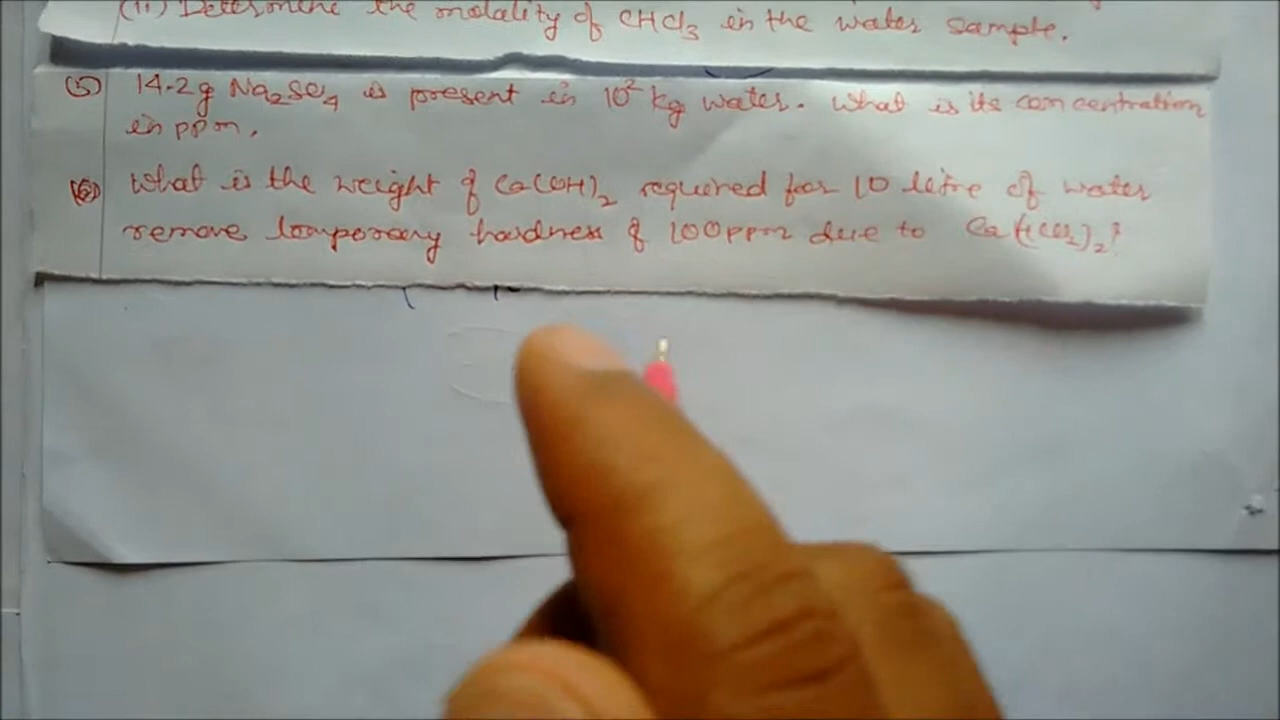 (ii) Determine the molality of CHCl3 in the water sample.
(5) 14.2g Na2SO4 is present in 10² kg water. What is its concentration
in ppm.
(6) What is the weight of Ca(OH)2 required for 10 litre of water
remove temporary hardness of 100ppm due to Ca(HCO3)2?